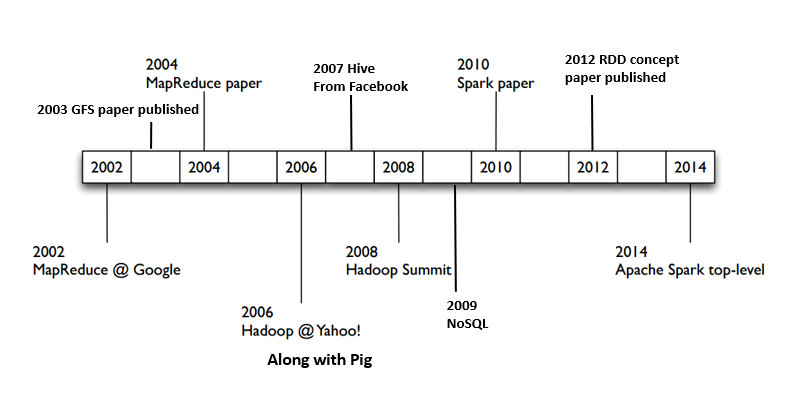 2004
MapReduce paper
2003 GFS paper published
2007 Hive
From Facebook
2010
Spark paper
2012 RDD concept
paper published
2002 2004 2006 2008 2010 2012 2014
2002
MapReduce @ Google
2006
Hadoop @ Yahoo!
Along with Pig
2008
Hadoop Summit
2009
NoSQL
2014
Apache Spark top-level